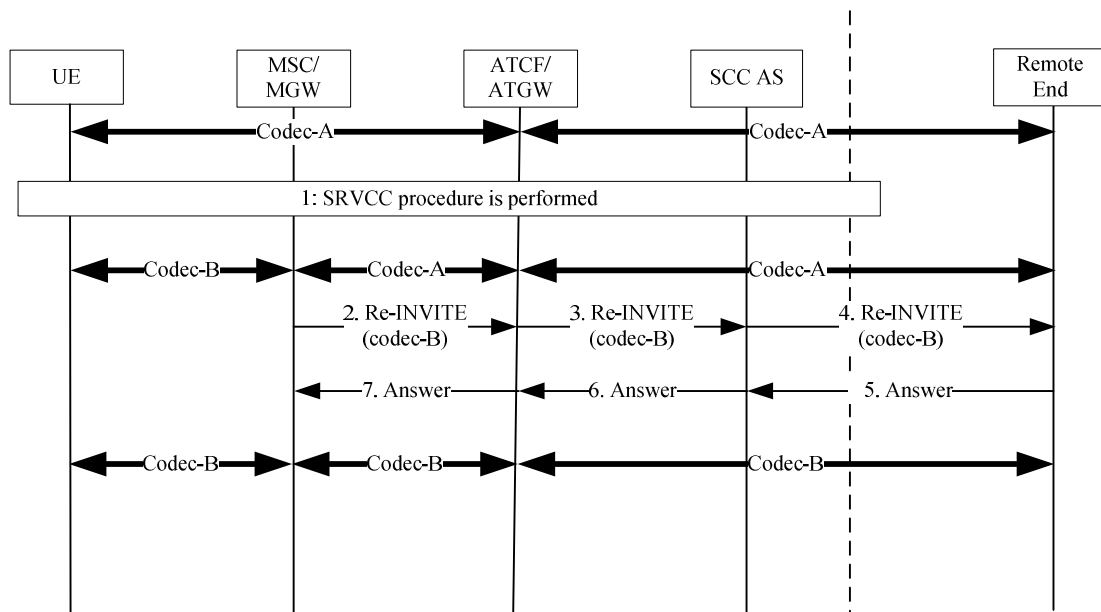 UE
MSC/
MGW
ATCF/
ATGW
SCC AS
Remote
End
Codec-A
Codec-A
1: SRVCC procedure is performed
Codec-B
Codec-A
Codec-A
2. Re-INVITE
(codec-B)
3. Re-INVITE
(codec-B)
4. Re-INVITE
(codec-B)
7. Answer
6. Answer
5. Answer
Codec-B
Codec-B
Codec-B